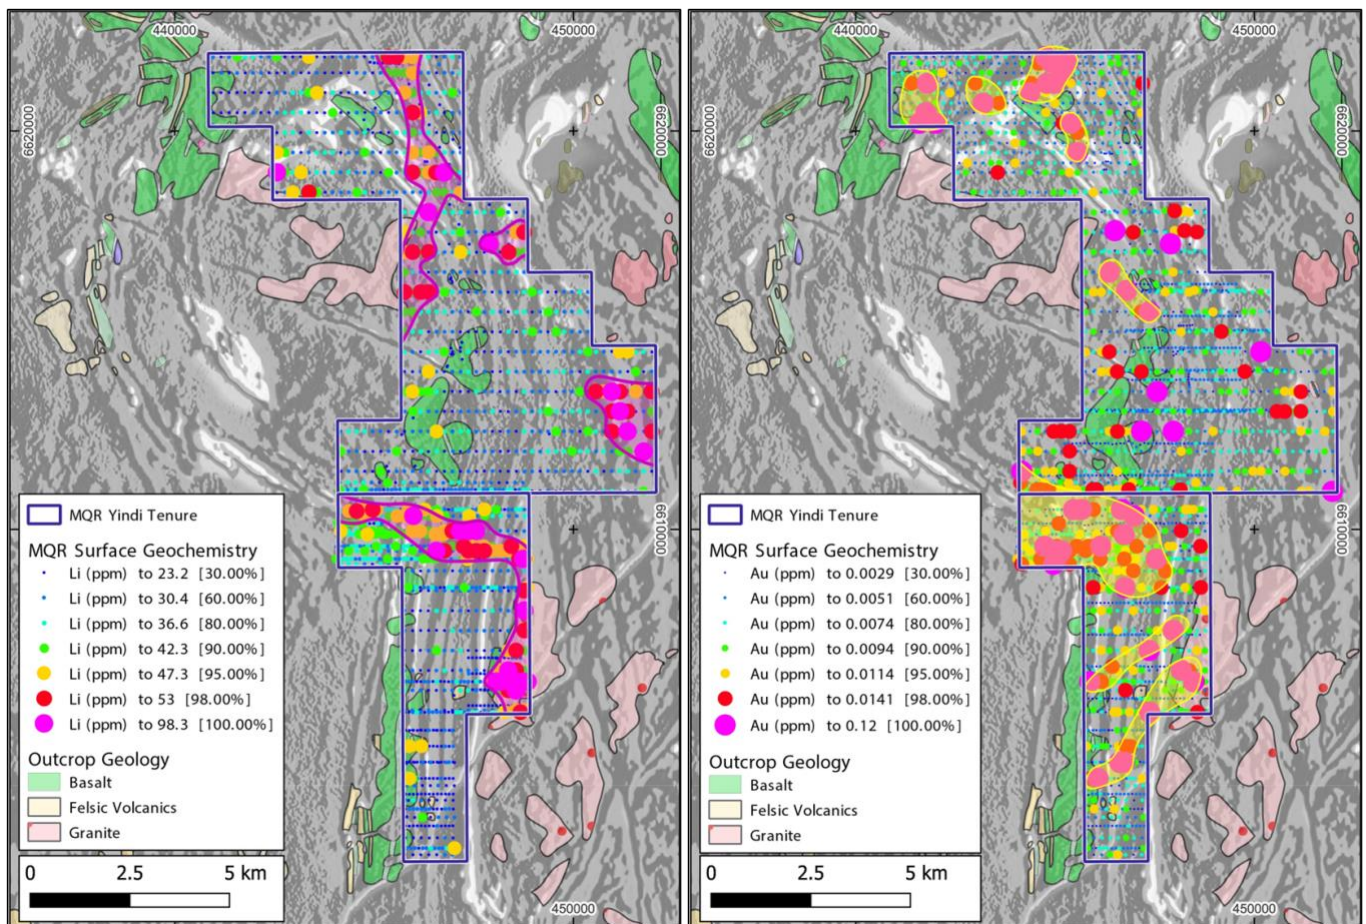 440000
450000
6620000
6620000
MQR Yindi Tenure
MQR Surface Geochemistry
Li (ppm) to 23.2 [30.00%]
Li (ppm) to 30.4 [60.00%]
Li (ppm) to 36.6 [80.00%]
Li (ppm) to 42.3 [90.00%]
Li (ppm) to 47.3 [95.00%]
Li (ppm) to 53 [98.00%]
Li (ppm) to 98.3 [100.00%]
Outcrop Geology
Basalt
Felsic Volcanics
Granite
6610000
0 2.5 5 km
450000
440000
450000
6620000
6620000
MQR Yindi Tenure
MQR Surface Geochemistry
Au (ppm) to 0.0029 [30.00%]
Au (ppm) to 0.0051 [60.00%]
Au (ppm) to 0.0074 [80.00%]
Au (ppm) to 0.0094 [90.00%]
Au (ppm) to 0.0114 [95.00%]
Au (ppm) to 0.0141 [98.00%]
Au (ppm) to 0.12 [100.00%]
Outcrop Geology
Basalt
Felsic Volcanics
Granite
6610000
0 2.5 5 km
450000